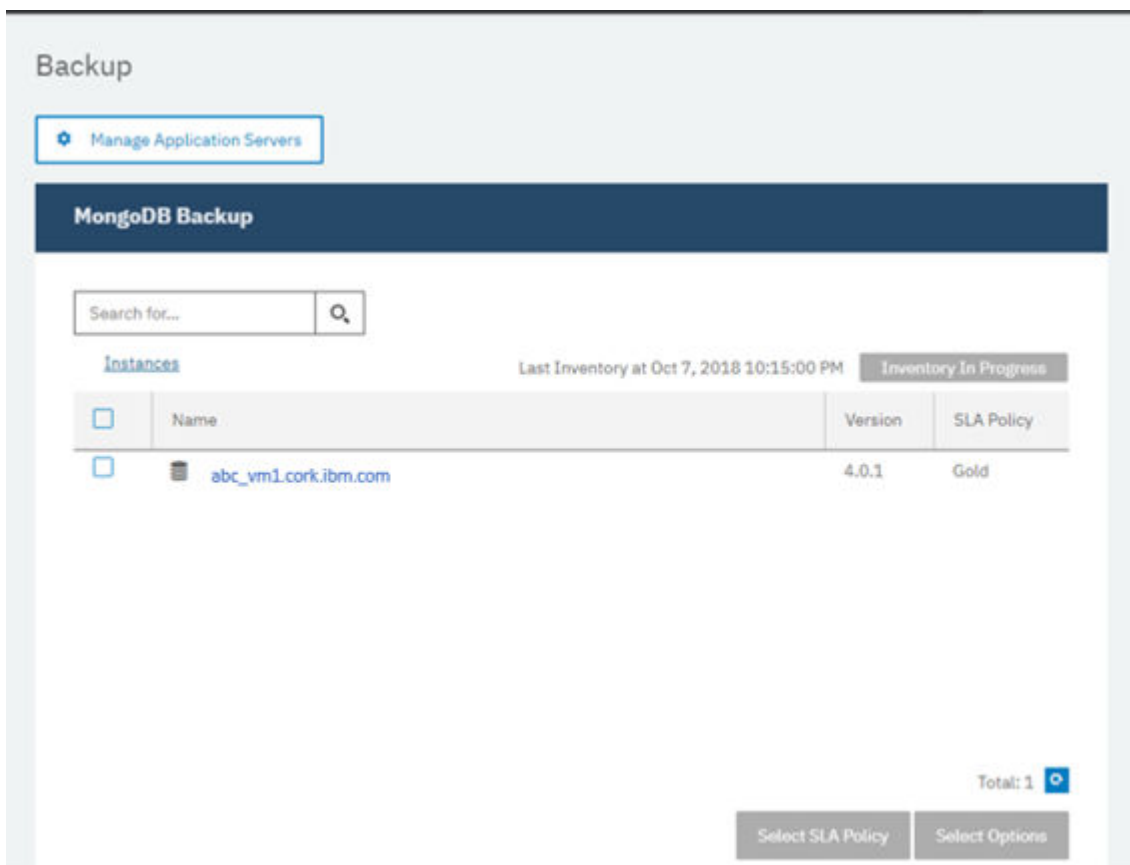 Backup
Manage Application Servers
MongoDB Backup
Search for...
Instances Last Inventory at Oct 7, 2018 10:15:00 PM Inventory In Progress
Name Version SLA Policy
abc_vm1.cork.ibm.com 4.0.1 Gold
Total: 1
Select SLA Policy Select Options